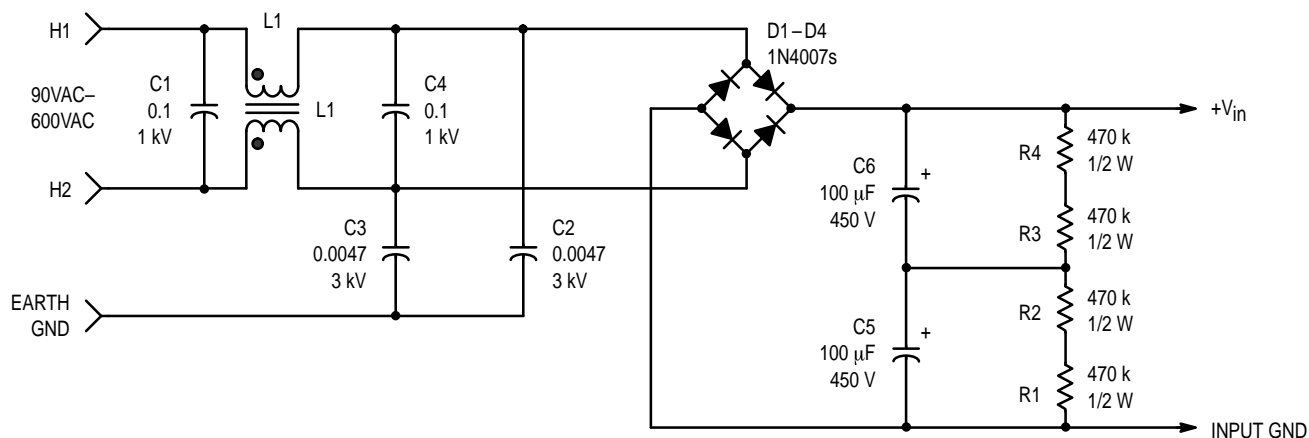 H1
L1
D1–D4
1N4007s
90VAC–
600VAC
C1
0.1
1 kV
L1
C4
0.1
1 kV
+Vin
H2
C6
100 µF
450 V
+
R4
470 k
1/2 W
R3
470 k
1/2 W
C3
0.0047
3 kV
C2
0.0047
3 kV
EARTH
GND
C5
100 µF
450 V
+
R2
470 k
1/2 W
R1
470 k
1/2 W
INPUT GND